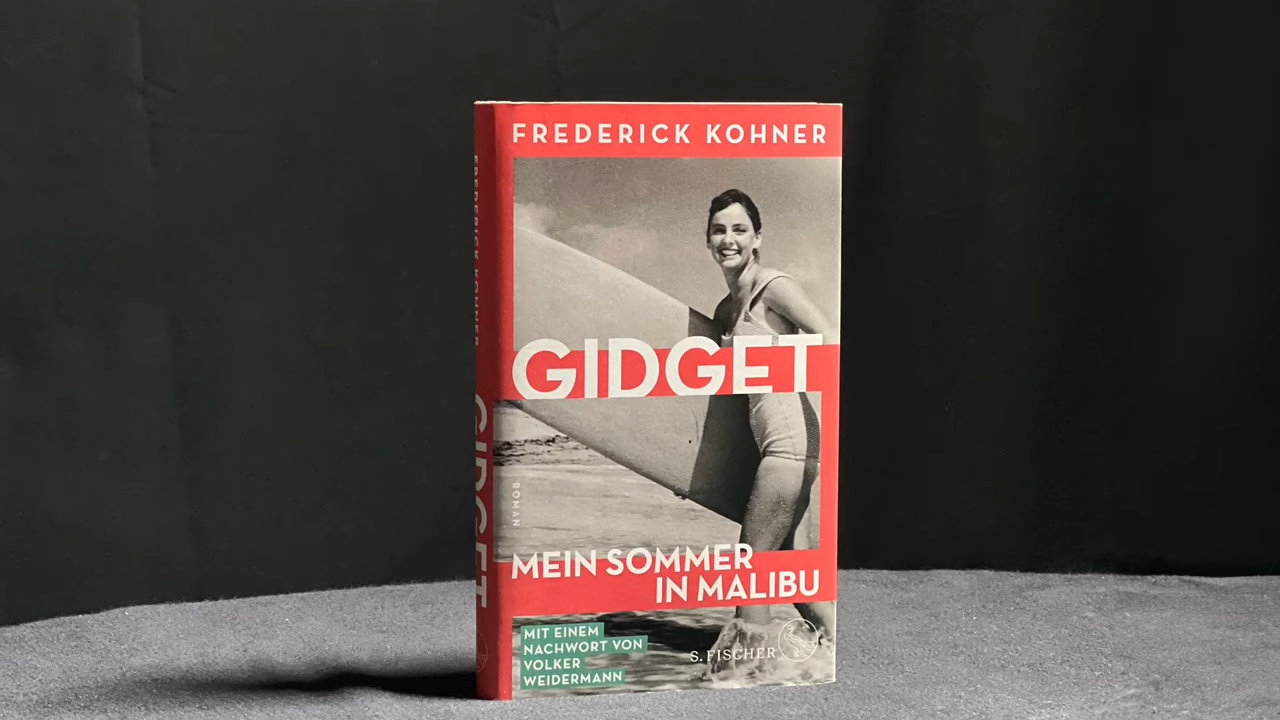 FREDERICK KOHNER
GIDGET
ROMAN
MEIN SOMMER
IN MALIBU
MIT EINEM
NACHWORT VON
VOLKER
WEIDERMANN
S. FISCHER
FREDERICK KOHNER
GIDGET